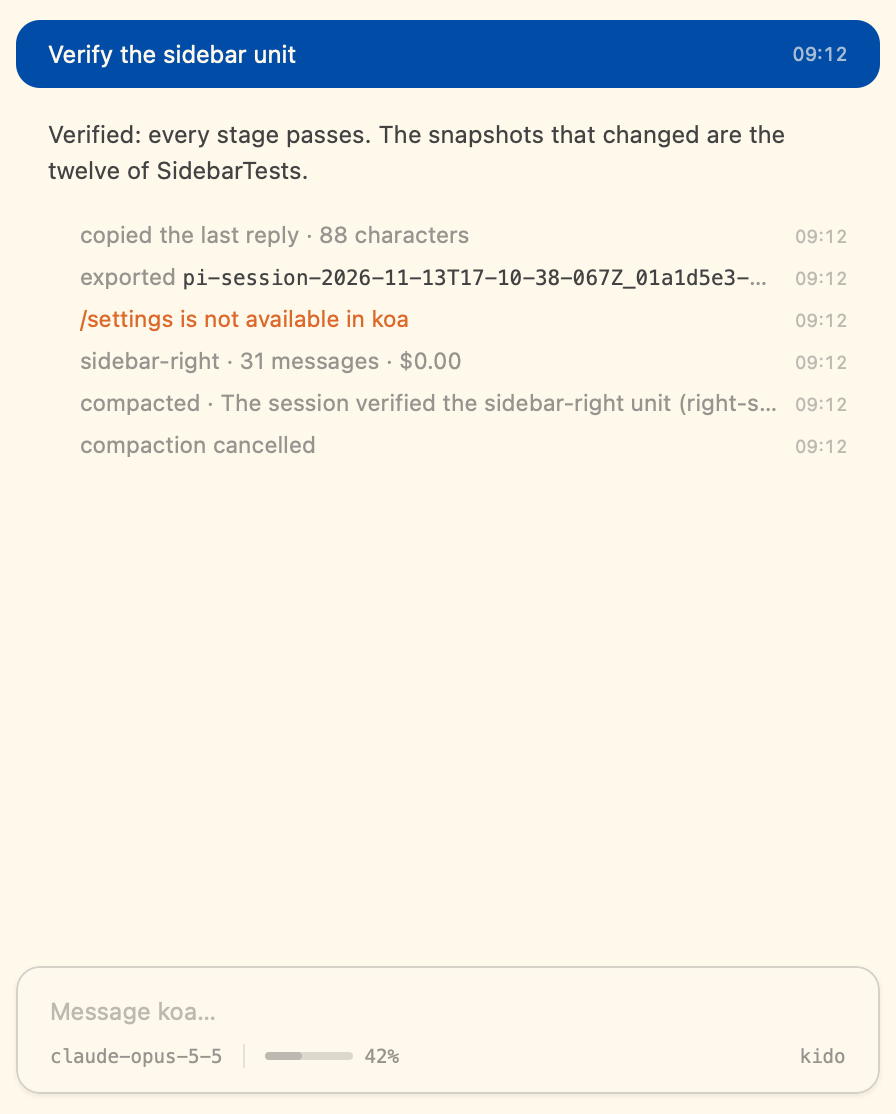 Verify the sidebar unit 09:12
Verified: every stage passes. The snapshots that changed are the
twelve of SidebarTests.
copied the last reply · 88 characters 09:12
exported pi-session-2026-11-13T17-10-38-067Z_01a1d5e3-… 09:12
/settings is not available in koa 09:12
sidebar-right · 31 messages · $0.00 09:12
compacted · The session verified the sidebar-right unit (right-s… 09:12
compaction cancelled 09:12
Message koa…
claude-opus-5-5 42% kido